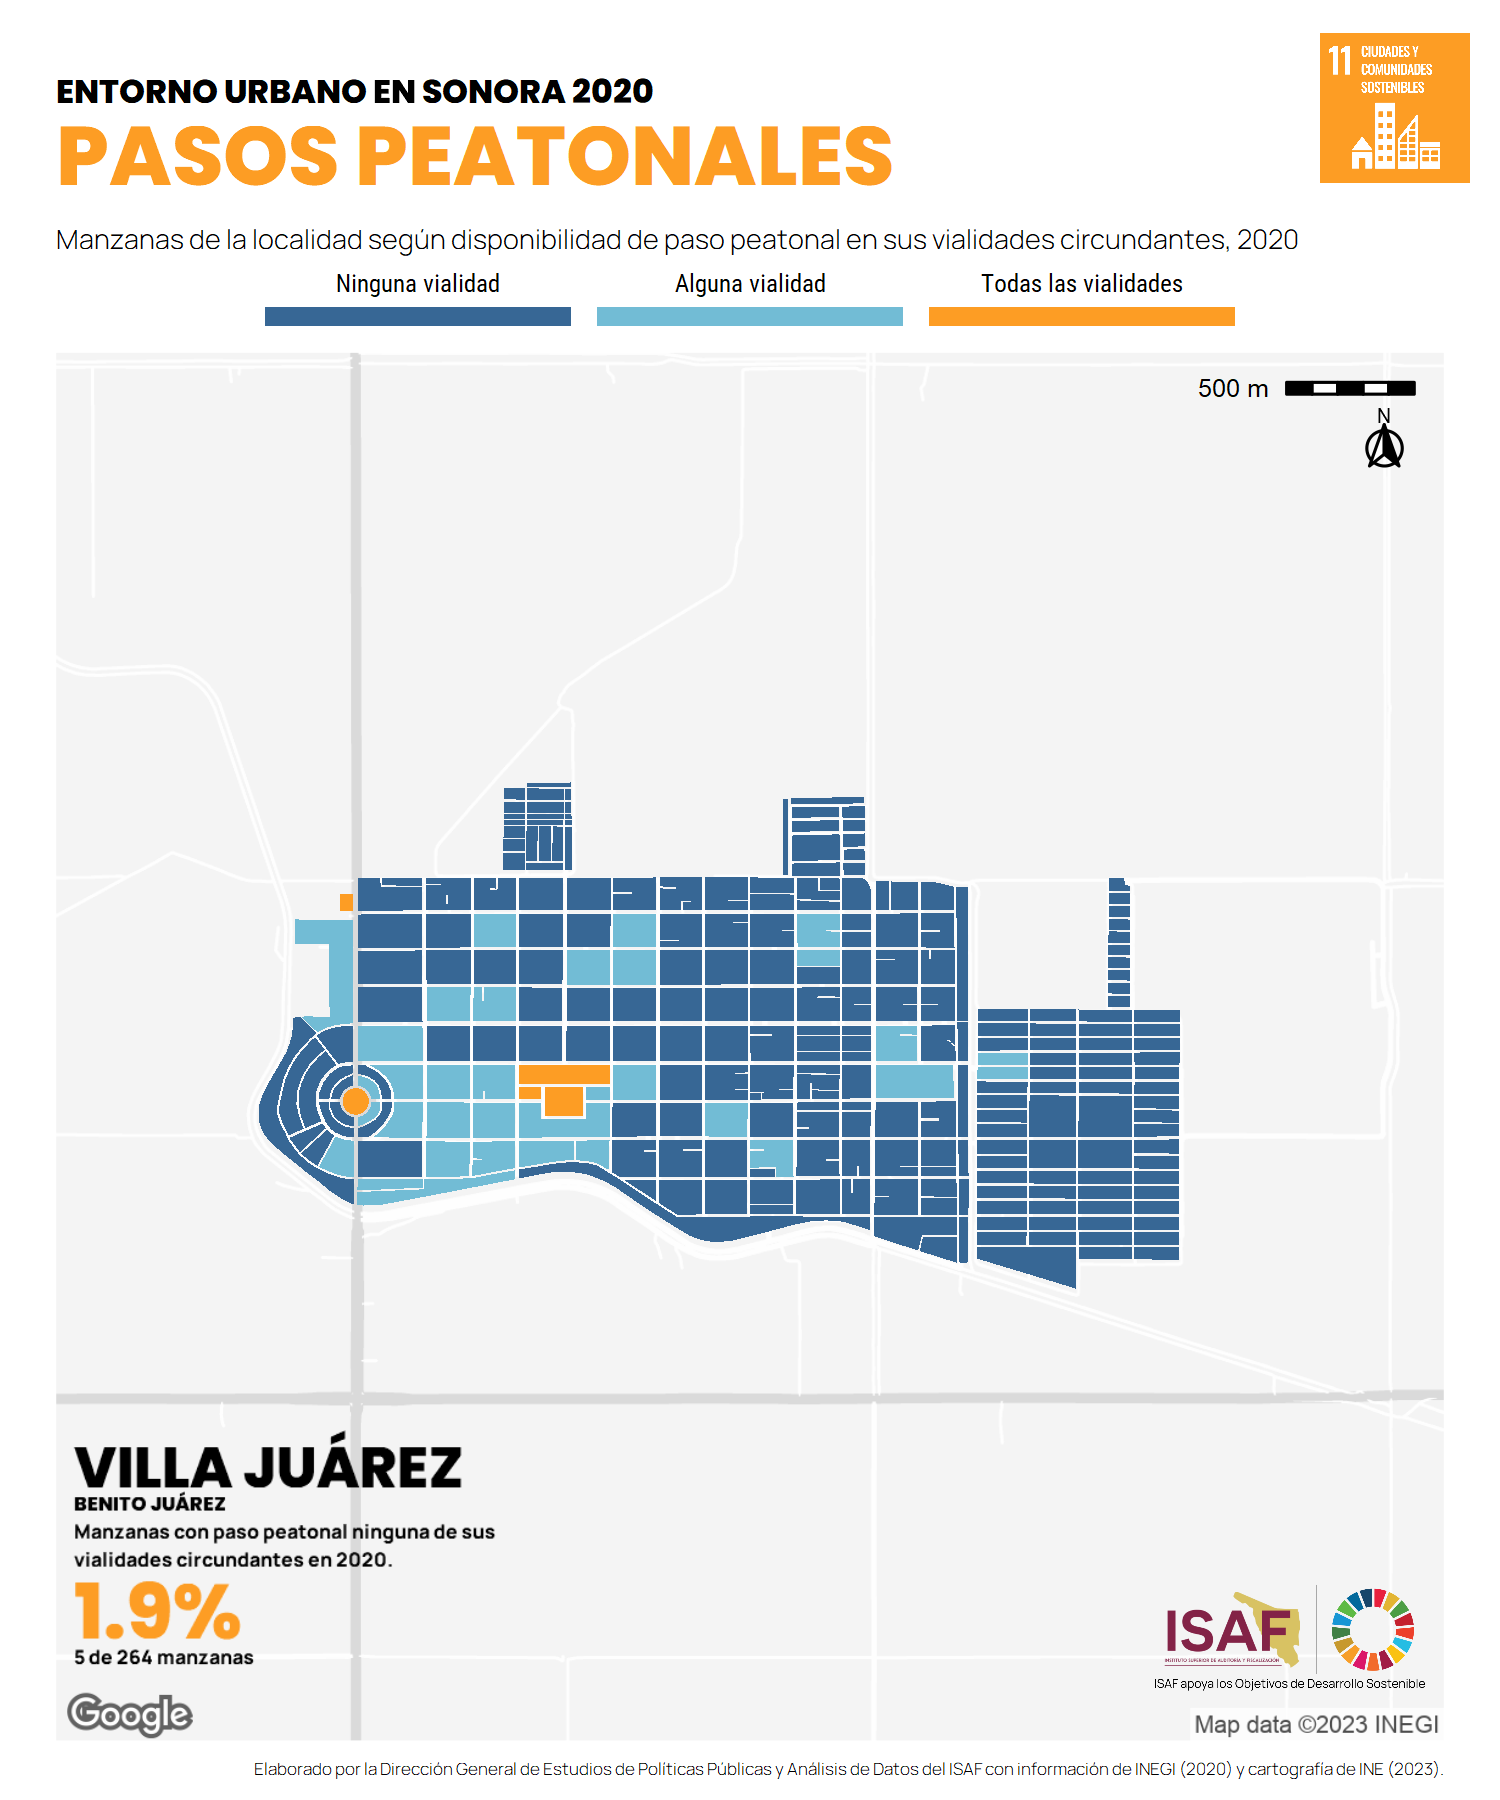 11 CIUDADES Y
COMUNIDADES
SOSTENIBLES
ENTORNO URBANO EN SONORA 2020
PASOS PEATONALES
Manzanas de la localidad según disponibilidad de paso peatonal en sus vialidades circundantes, 2020
Ninguna vialidad Alguna vialidad Todas las vialidades
500 m
N
VILLA JUÁREZ
BENITO JUÁREZ
Manzanas con paso peatonal ninguna de sus
vialidades circundantes en 2020.
1.9%
5 de 264 manzanas
ISAF
INSTITUTO SUPERIOR DE AUDITORÍA Y FISCALIZACIÓN
ISAF apoya los Objetivos de Desarrollo Sostenible
Google
Map data ©2023 INEGI
Elaborado por la Dirección General de Estudios de Políticas Públicas y Análisis de Datos del ISAF con información de INEGI (2020) y cartografía de INE (2023).